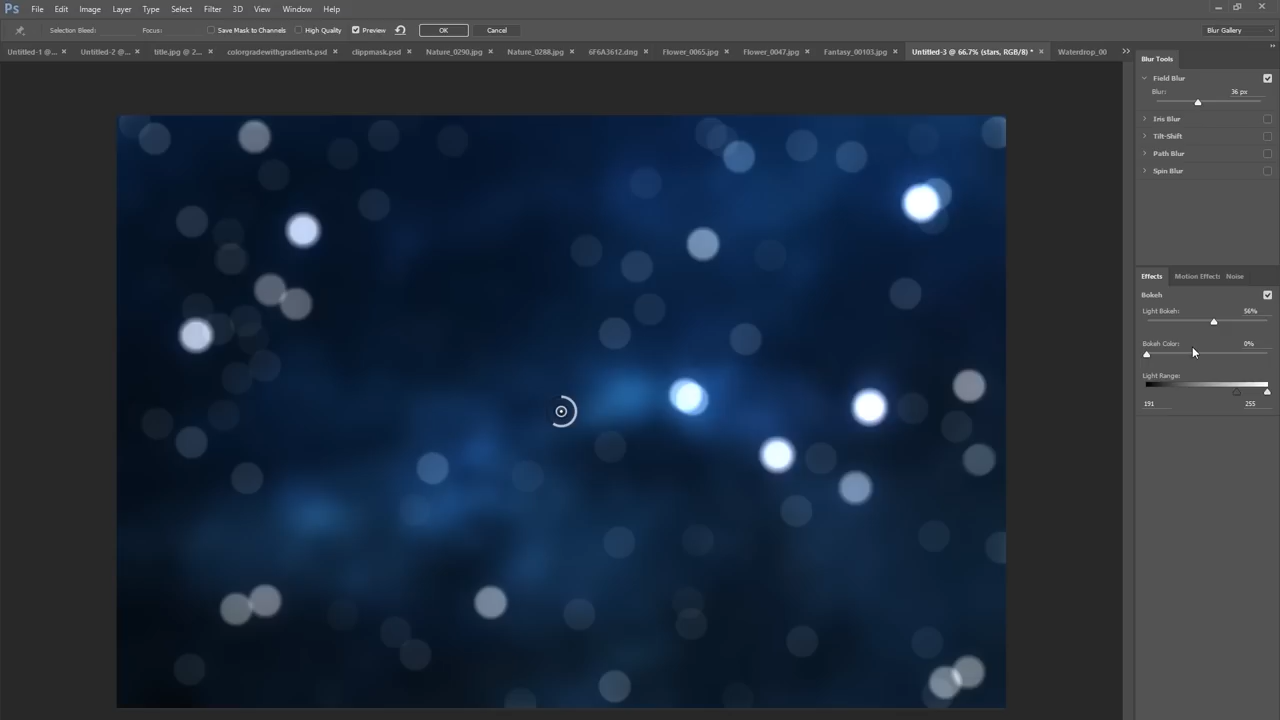 Ps File Edit Image Layer Type Select Filter 3D View Window Help
Selection Bleed: Focus: Save Mask to Channels High Quality Preview OK Cancel Blur Gallery
Untitled-1 @... × Untitled-2 @... × title.jpg @ 2... × colorgradewithgradients.psd × clippmask.psd × Nature_0290.jpg × Nature_0288.jpg × 6F6A3612.dng × Flower_0065.jpg × Flower_0047.jpg × Fantasy_00103.jpg × Untitled-3 @ 66.7% (stars, RGB/8) * × Waterdrop_00
Blur Tools
Field Blur
Blur: 36 px
Iris Blur
Tilt-Shift
Path Blur
Spin Blur
Effects Motion Effects Noise
Bokeh
Light Bokeh: 56%
Bokeh Color: 0%
Light Range:
191 255